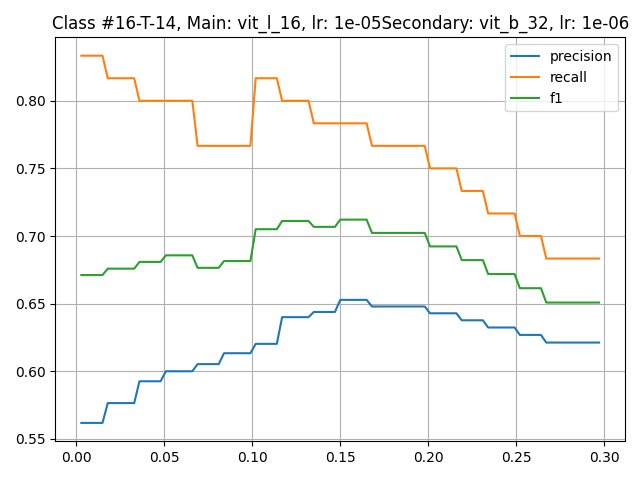 Class #16-T-14, Main: vit_l_16, lr: 1e-05Secondary: vit_b_32, lr: 1e-06
precision
recall
f1
0.80
0.75
0.70
0.65
0.60
0.55
0.00 0.05 0.10 0.15 0.20 0.25 0.30